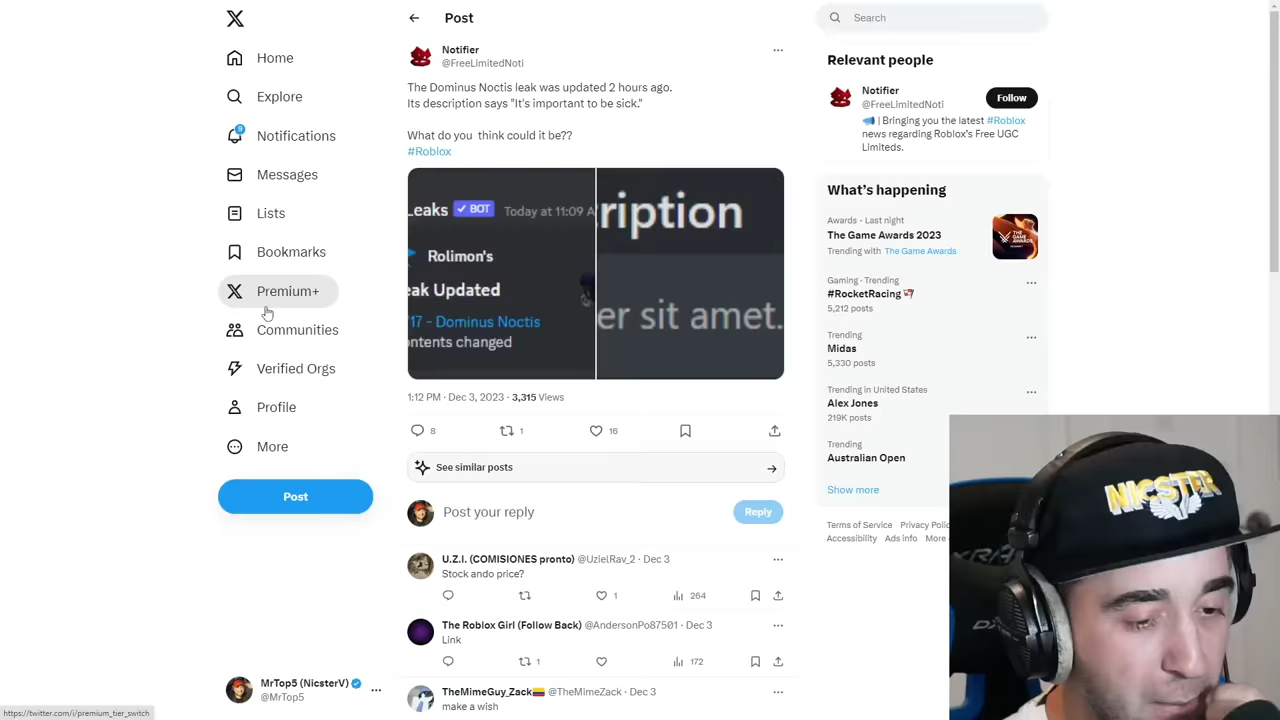 Post
Search
Home
Explore
9
Notifications
Messages
Lists
Bookmarks
Premium+
Communities
Verified Orgs
Profile
More
Post
MrTop5 (NicsterV)
@MrTop5
https://twitter.com/i/premium_tier_switch
Notifier
@FreeLimitedNoti
The Dominus Noctis leak was updated 2 hours ago.
Its description says "It's important to be sick."
What do you think could it be??
#Roblox
Leaks BOT Today at 11:09 A
Rolimon's
eak Updated
/17 - Dominus Noctis
ontents changed
ription
er sit amet.
1:12 PM · Dec 3, 2023 · 3,315 Views
8 1 16
See similar posts
Post your reply
Reply
U.Z.I. (COMISIONES pronto) @UzielRay_2 · Dec 3
Stock ando price?
1 264
The Roblox Girl (Follow Back) @AndersonPo87501 · Dec 3
Link
1 172
TheMimeGuy_Zack @TheMimeZack · Dec 3
make a wish
Relevant people
Notifier
@FreeLimitedNoti
Follow
| Bringing you the latest #Roblox
news regarding Roblox's Free UGC
Limiteds.
What's happening
Awards · Last night
The Game Awards 2023
Trending with The Game Awards
Gaming · Trending
#RocketRacing
5,212 posts
Trending
Midas
5,330 posts
Trending in United States
Alex Jones
219K posts
Trending
Australian Open
Show more
Terms of Service Privacy Polic
Accessibility Ads info More
NICSTER